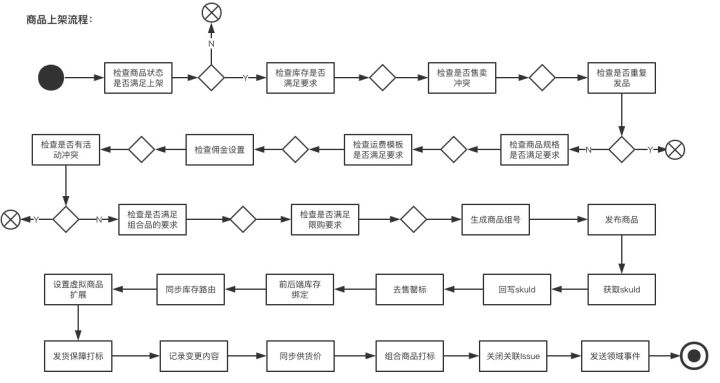 商品上架流程：
N
检查商品状态
是否满足上架
Y
检查库存是否
满足要求
检查是否售卖
冲突
检查是否重复
发品
检查是否有活
动冲突
检查佣金设置
检查运费模板
是否满足要求
检查商品规格
是否满足要求
N
Y
Y
N
检查是否满足
组合品的要求
检查是否满足
限购要求
生成商品组号
发布商品
设置虚拟商品
扩展
同步库存路由
前后端库存
绑定
去售罄标
回写skuId
获取skuId
发货保障打标
记录变更内容
同步供货价
组合商品打标
关闭关联Issue
发送领域事件